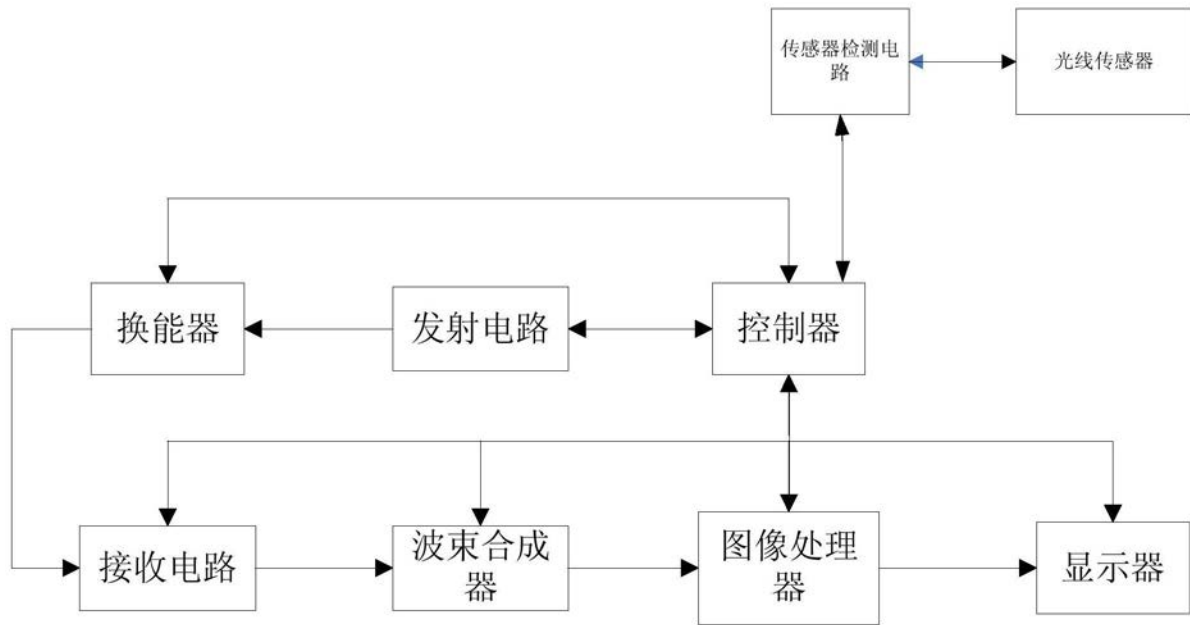 传感器检测电
路
光线传感器
换能器
发射电路
控制器
接收电路
波束合成
器
图像处理
器
显示器